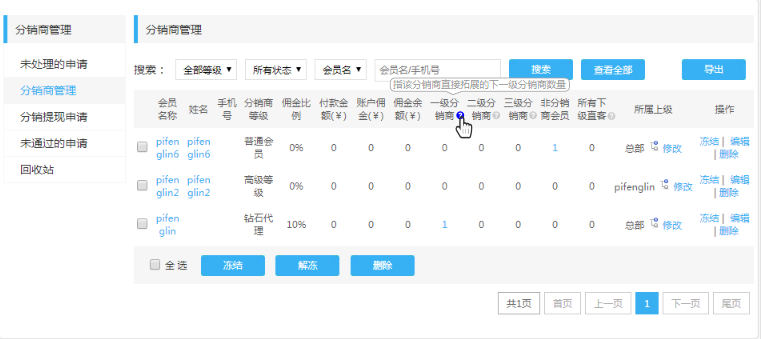 分销商管理
未处理的申请
分销商管理
分销提现申请
未通过的申请
回收站
分销商管理
搜索： 全部等级 所有状态 会员名 会员名/手机号 搜索 查看全部 导出
指该分销商直接拓展的下一级分销商数量
会员名称 姓名 手机号 分销商等级 佣金比例 付款金额(￥) 账户佣金(￥) 佣金余额(￥) 一级分销商 二级分销商 三级分销商 非分销商会员 所有下级直客 所属上级 操作
pifenglin6 pifenglin6 普通会员 0% 0 0 0 0 0 0 1 0 总部 修改 冻结 | 编辑 | 删除
pifenglin2 pifenglin2 高级等级 0% 0 0 0 0 0 0 0 0 pifenglin 修改 冻结 | 编辑 | 删除
pifenglin 钻石代理 10% 0 0 0 1 0 0 0 0 总部 修改 冻结 | 编辑 | 删除
全选 冻结 解冻 删除
共1页 首页 上一页 1 下一页 尾页